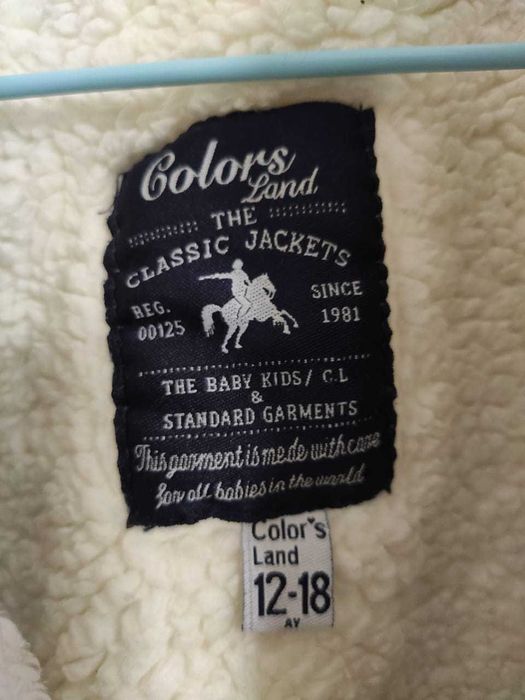 Colors
Land
THE
CLASSIC JACKETS
REG.
00125
SINCE
1981
THE BABY KIDS/ C.L
&
STANDARD GARMENTS
This garment is mede with care
for all babies in the world
Color's
Land
12-18
AY